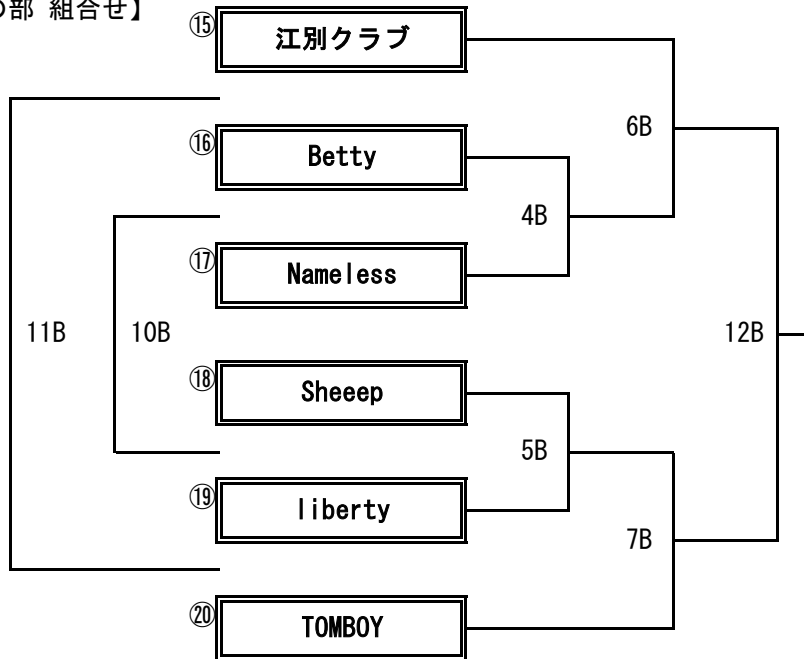 の部 組合せ】
⑮ 江別クラブ
6B
⑯ Betty
4B
⑰ Nameless
11B 10B 12B
⑱ Sheeep
5B
⑲ liberty
7B
⑳ TOMBOY